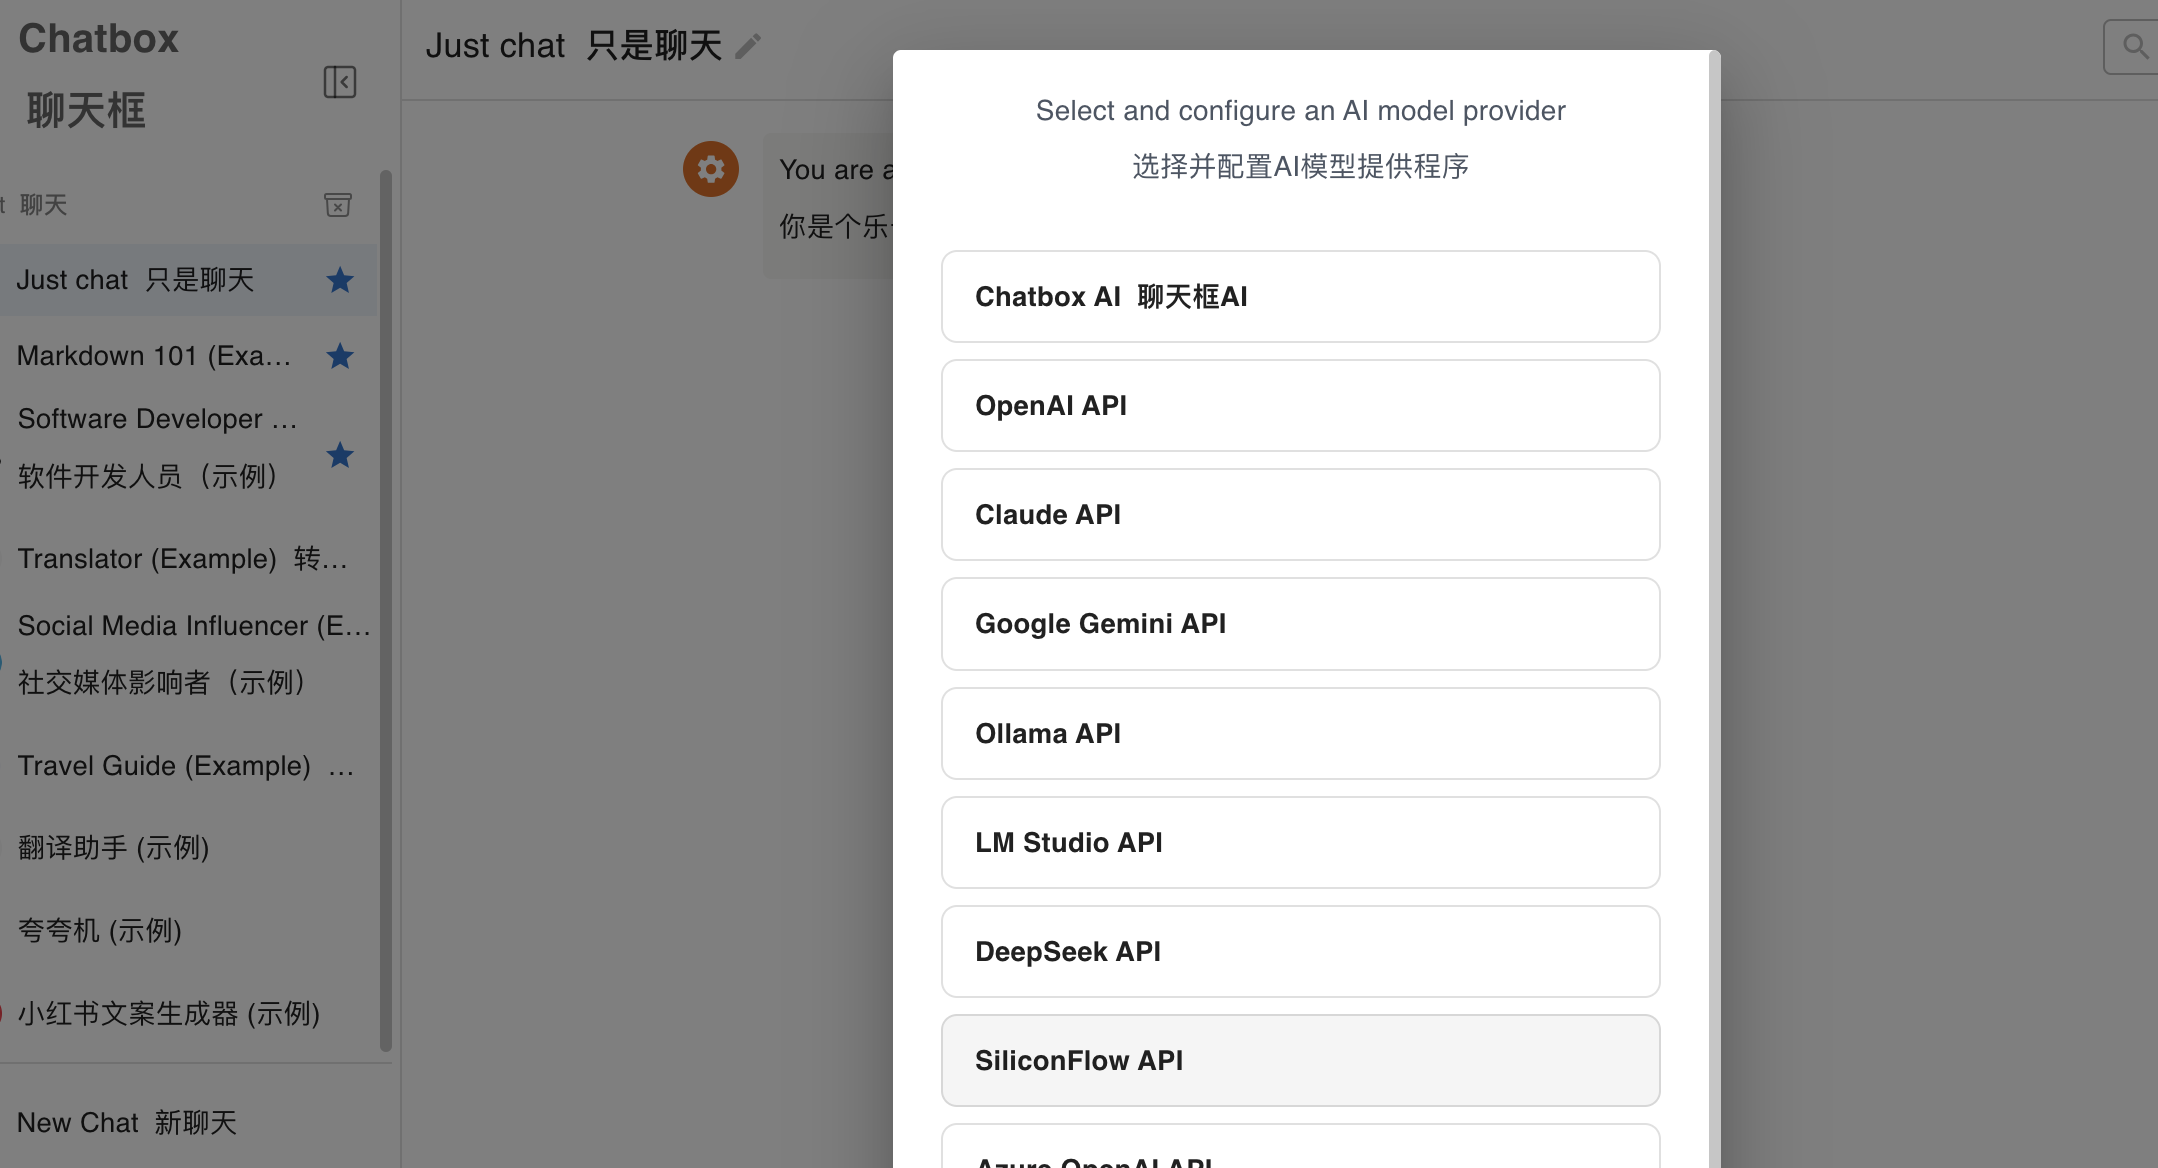 Chatbox
聊天框
聊天
Just chat 只是聊天
Markdown 101 (Exa...
Software Developer ...
软件开发人员（示例）
Translator (Example) 转...
Social Media Influencer (E...
社交媒体影响者（示例）
Travel Guide (Example) ...
翻译助手 (示例)
夸夸机 (示例)
小红书文案生成器 (示例)
New Chat 新聊天
Just chat 只是聊天
You are a
你是个乐
Select and configure an AI model provider
选择并配置AI模型提供程序
Chatbox AI 聊天框AI
OpenAI API
Claude API
Google Gemini API
Ollama API
LM Studio API
DeepSeek API
SiliconFlow API
Azure OpenAI API